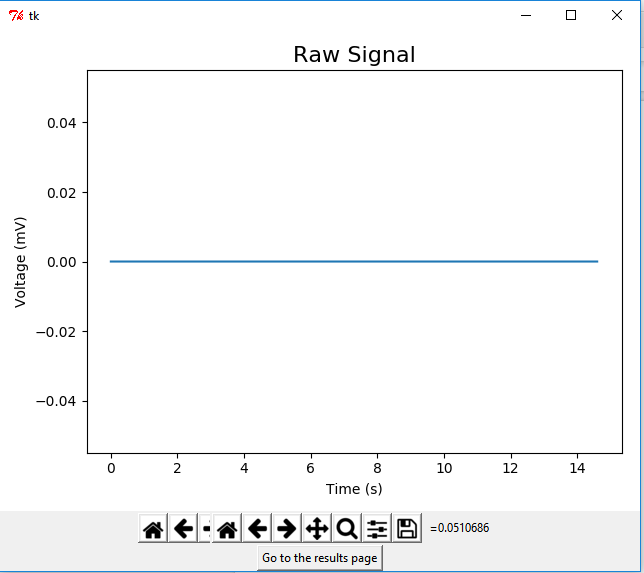 tk
Raw Signal
Voltage (mV)
0.04
0.02
0.00
−0.02
−0.04
0 2 4 6 8 10 12 14
Time (s)
=0.0510686
Go to the results page